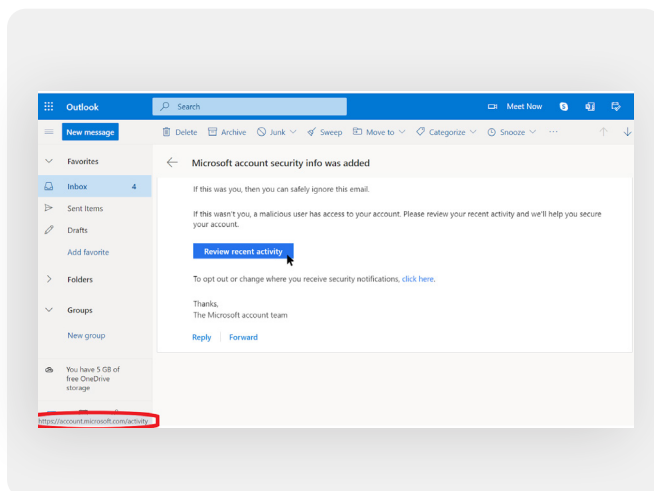 Outlook
Search
Meet Now
New message
Delete Archive Junk Sweep Move to Categorize Snooze ...
Favorites
Microsoft account security info was added
Inbox 4
If this was you, then you can safely ignore this email.
Sent Items
If this wasn't you, a malicious user has access to your account. Please review your recent activity and we'll help you secure
your account.
Drafts
Add favorite
Review recent activity
Folders
To opt out or change where you receive security notifications, click here.
Thanks,
The Microsoft account team
Groups
New group
Reply Forward
You have 5 GB of
free OneDrive
storage
https://account.microsoft.com/activity